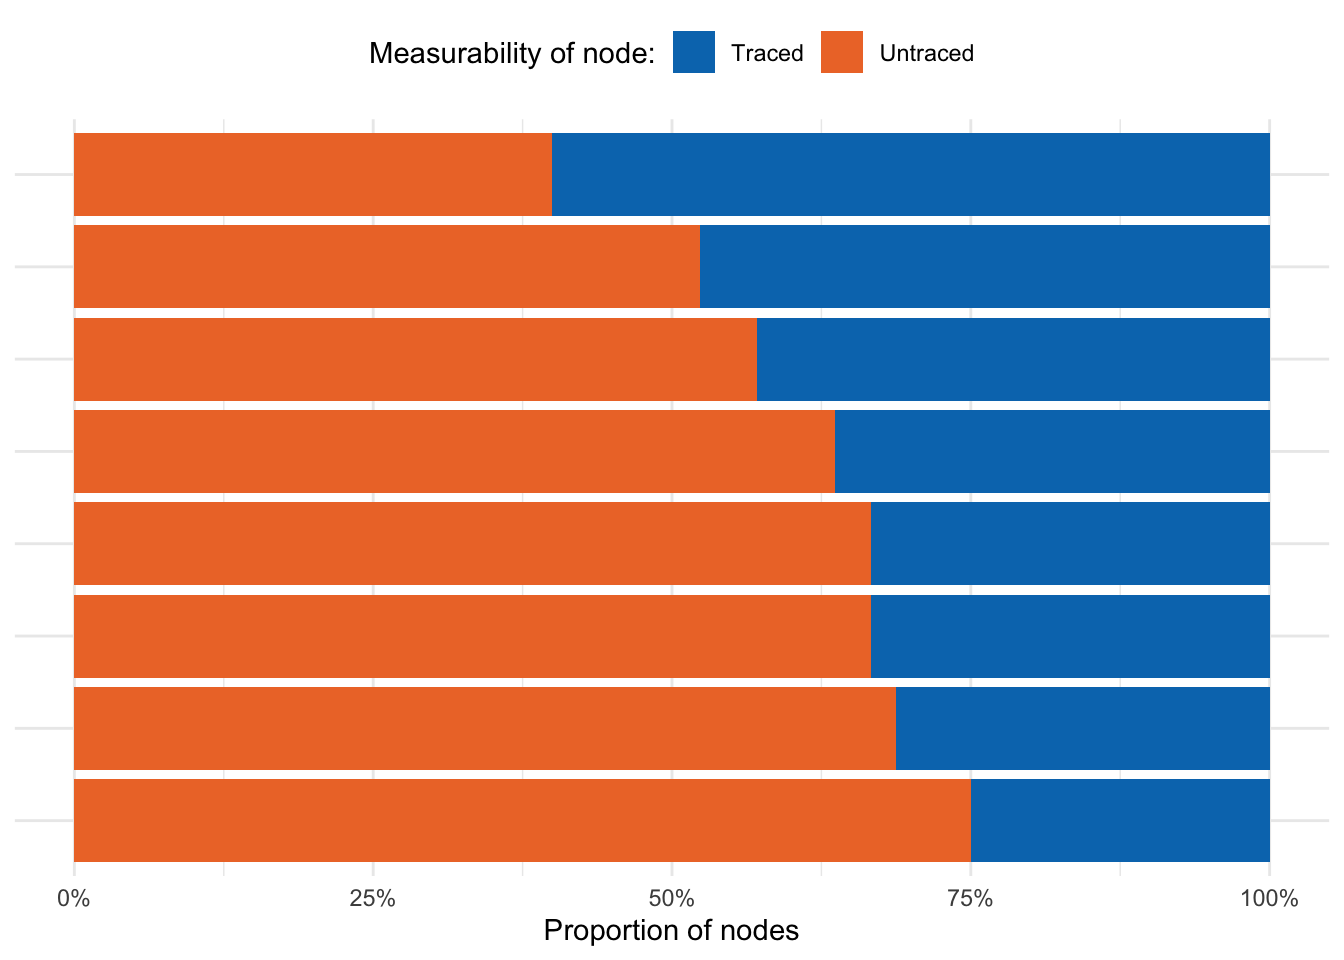 Measurability of node: Traced Untraced
0% 25% 50% 75% 100%
Proportion of nodes